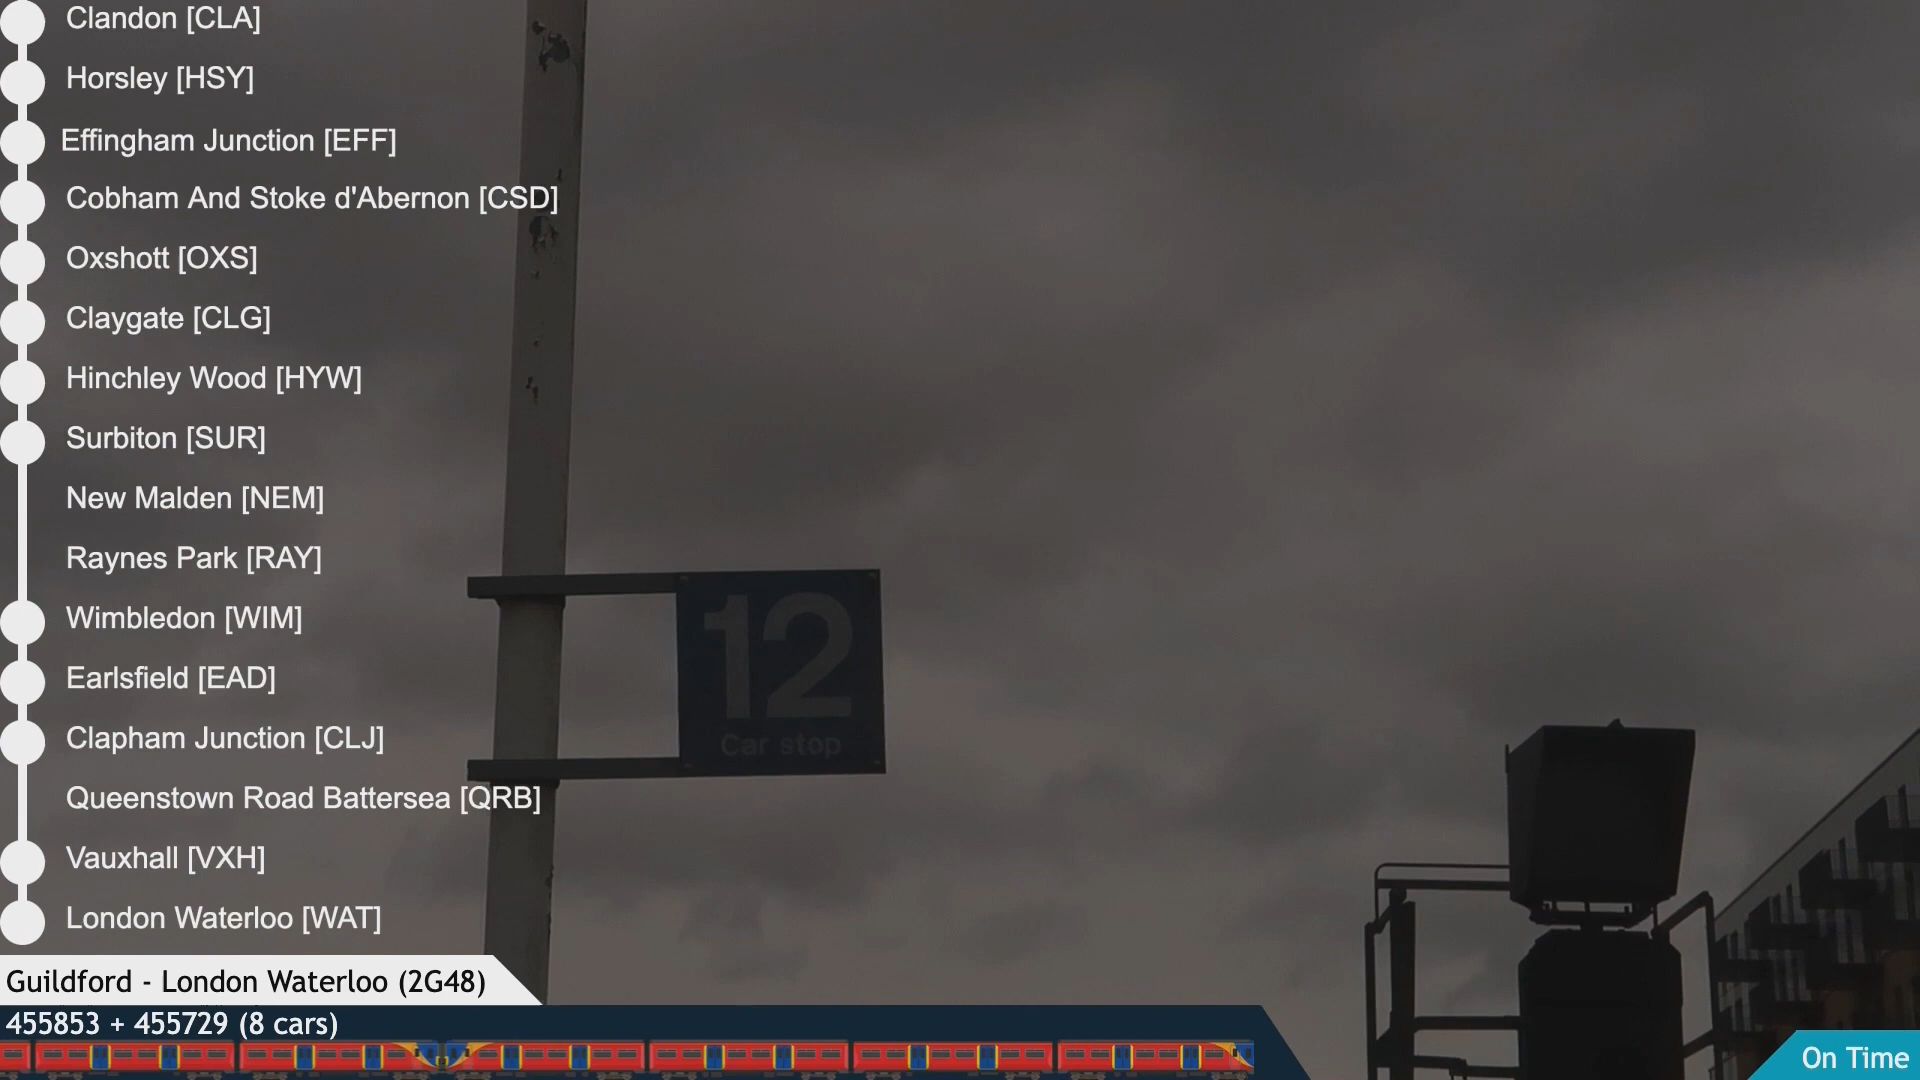 Clandon [CLA]
Horsley [HSY]
Effingham Junction [EFF]
Cobham And Stoke d'Abernon [CSD]
Oxshott [OXS]
Claygate [CLG]
Hinchley Wood [HYW]
Surbiton [SUR]
New Malden [NEM]
Raynes Park [RAY]
Wimbledon [WIM]
Earlsfield [EAD]
Clapham Junction [CLJ]
Queenstown Road Battersea [QRB]
Vauxhall [VXH]
London Waterloo [WAT]
12
Car stop
Guildford - London Waterloo (2G48)
455853 + 455729 (8 cars)
On Time